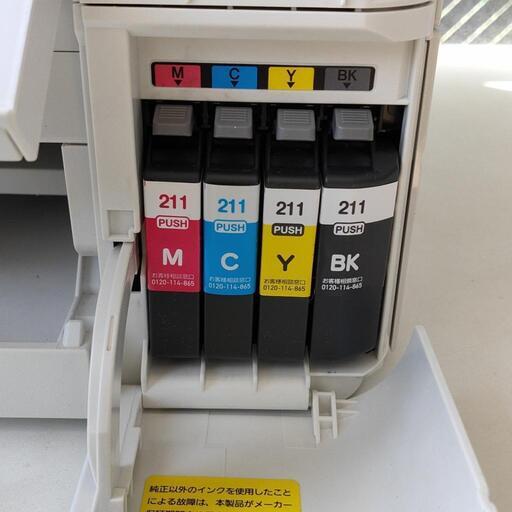 M C Y BK
211 211 211 211
PUSH PUSH PUSH PUSH
M C Y BK
お客様相談窓口 お客様相談窓口 お客様相談窓口 お客様相談窓口
0120-114-865 0120-114-865 0120-114-865 0120-114-865
純正以外のインクを使用したこと
による故障は、本製品がメーカー